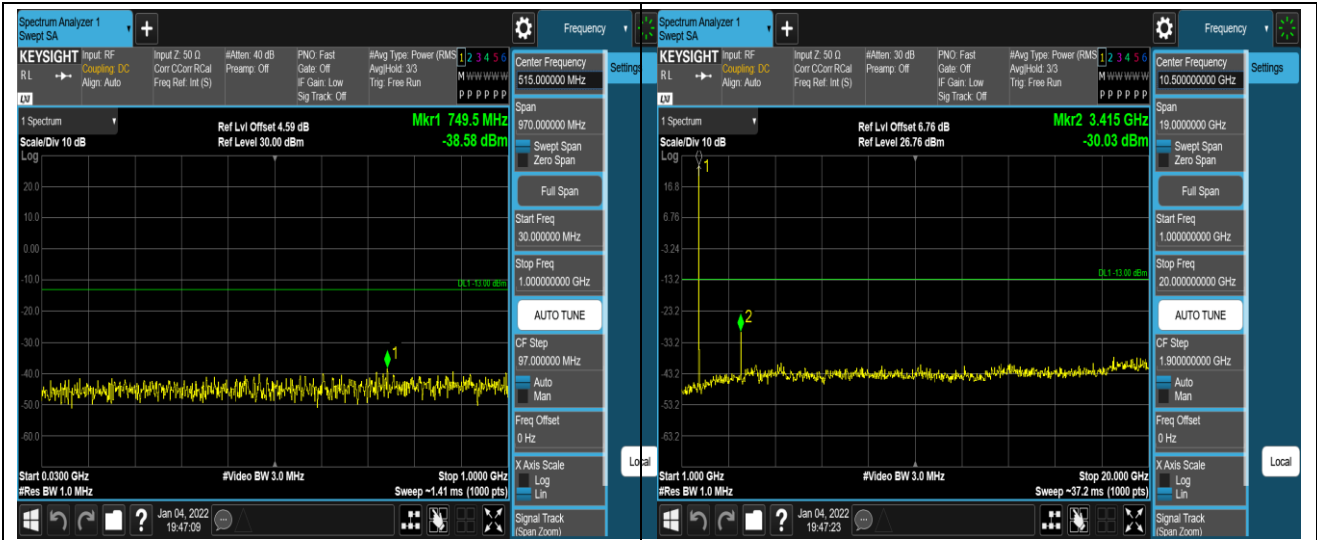 Spectrum Analyzer 1
Swept SA
+
Frequency
KEYSIGHT
RL
LXI
Input: RF
Coupling: DC
Align: Auto
Input Z: 50 Ω
Corr CCorr RCal
Freq Ref: Int (S)
#Atten: 40 dB
Preamp: Off
PNO: Fast
Gate: Off
IF Gain: Low
Sig Track: Off
#Avg Type: Power (RMS
Avg|Hold: 3/3
Trig: Free Run
1 2 3 4 5 6
M W W W W W
P P P P P P
1 Spectrum
Scale/Div 10 dB
Ref Lvl Offset 4.59 dB
Ref Level 30.00 dBm
Mkr1 749.5 MHz
-38.58 dBm
Log
20.0
10.0
0.00
-10.0
-20.0
-30.0
-40.0
-50.0
-60.0
DL1 -13.00 dBm
1
Start 0.0300 GHz
#Res BW 1.0 MHz
#Video BW 3.0 MHz
Stop 1.0000 GHz
Sweep ~1.41 ms (1000 pts)
Center Frequency
515.000000 MHz
Settings
Span
970.000000 MHz
Swept Span
Zero Span
Full Span
Start Freq
30.000000 MHz
Stop Freq
1.000000000 GHz
AUTO TUNE
CF Step
97.000000 MHz
Auto
Man
Freq Offset
0 Hz
X Axis Scale
Log
Lin
Local
Signal Track
(Span Zoom)
?
Jan 04, 2022
19:47:09
Spectrum Analyzer 1
Swept SA
+
Frequency
KEYSIGHT
RL
LXI
Input: RF
Coupling: DC
Align: Auto
Input Z: 50 Ω
Corr CCorr RCal
Freq Ref: Int (S)
#Atten: 30 dB
Preamp: Off
PNO: Fast
Gate: Off
IF Gain: Low
Sig Track: Off
#Avg Type: Power (RMS
Avg|Hold: 3/3
Trig: Free Run
1 2 3 4 5 6
M W W W W W
P P P P P P
1 Spectrum
Scale/Div 10 dB
Ref Lvl Offset 6.76 dB
Ref Level 26.76 dBm
Mkr2 3.415 GHz
-30.03 dBm
Log
16.8
6.76
-3.24
-13.2
-23.2
-33.2
-43.2
-53.2
-63.2
DL1 -13.00 dBm
1
2
Start 1.000 GHz
#Res BW 1.0 MHz
#Video BW 3.0 MHz
Stop 20.000 GHz
Sweep ~37.2 ms (1000 pts)
Center Frequency
10.500000000 GHz
Settings
Span
19.0000000 GHz
Swept Span
Zero Span
Full Span
Start Freq
1.000000000 GHz
Stop Freq
20.000000000 GHz
AUTO TUNE
CF Step
1.900000000 GHz
Auto
Man
Freq Offset
0 Hz
X Axis Scale
Log
Lin
Local
Signal Track
(Span Zoom)
?
Jan 04, 2022
19:47:23